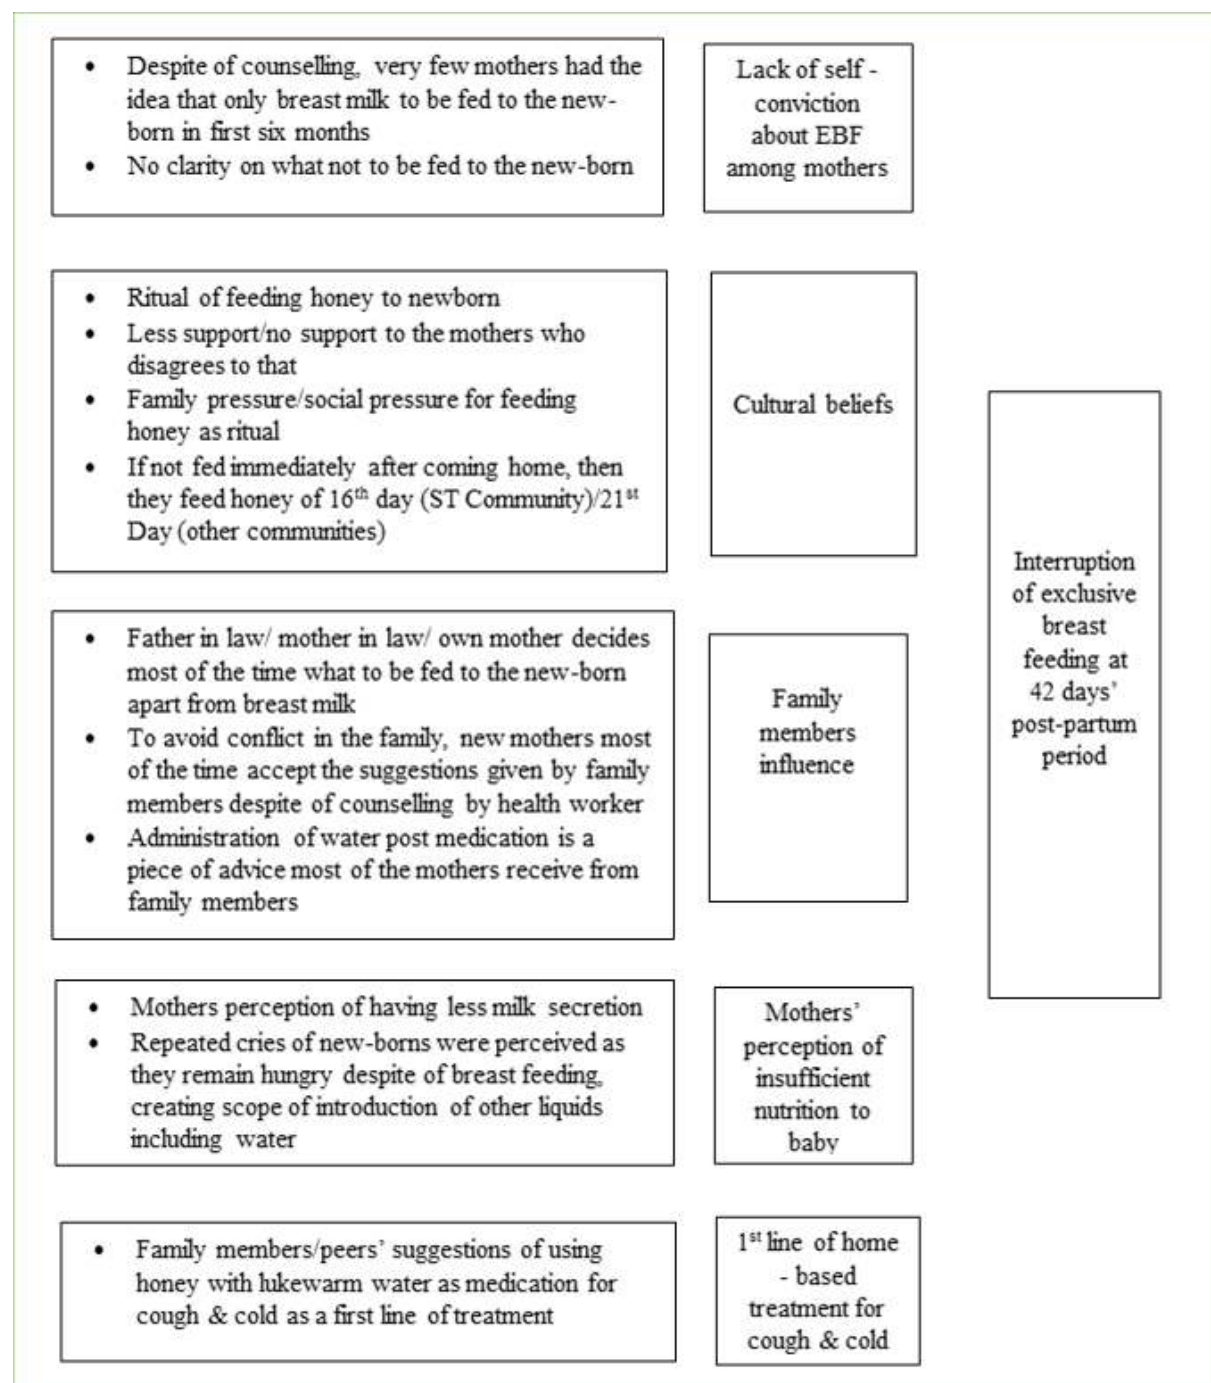 • Despite of counselling, very few mothers had the
idea that only breast milk to be fed to the new-
born in first six months
• No clarity on what not to be fed to the new-born
Lack of self -
conviction
about EBF
among mothers
• Ritual of feeding honey to newborn
• Less support/no support to the mothers who
disagrees to that
• Family pressure/social pressure for feeding
honey as ritual
• If not fed immediately after coming home, then
they feed honey of 16th day (ST Community)/21st
Day (other communities)
Cultural beliefs
• Father in law/ mother in law/ own mother decides
most of the time what to be fed to the new-born
apart from breast milk
• To avoid conflict in the family, new mothers most
of the time accept the suggestions given by family
members despite of counselling by health worker
• Administration of water post medication is a
piece of advice most of the mothers receive from
family members
Family
members
influence
• Mothers perception of having less milk secretion
• Repeated cries of new-borns were perceived as
they remain hungry despite of breast feeding,
creating scope of introduction of other liquids
including water
Mothers’
perception of
insufficient
nutrition to
baby
• Family members/peers’ suggestions of using
honey with lukewarm water as medication for
cough & cold as a first line of treatment
1st line of home
- based
treatment for
cough & cold
Interruption
of exclusive
breast
feeding at
42 days’
post-partum
period